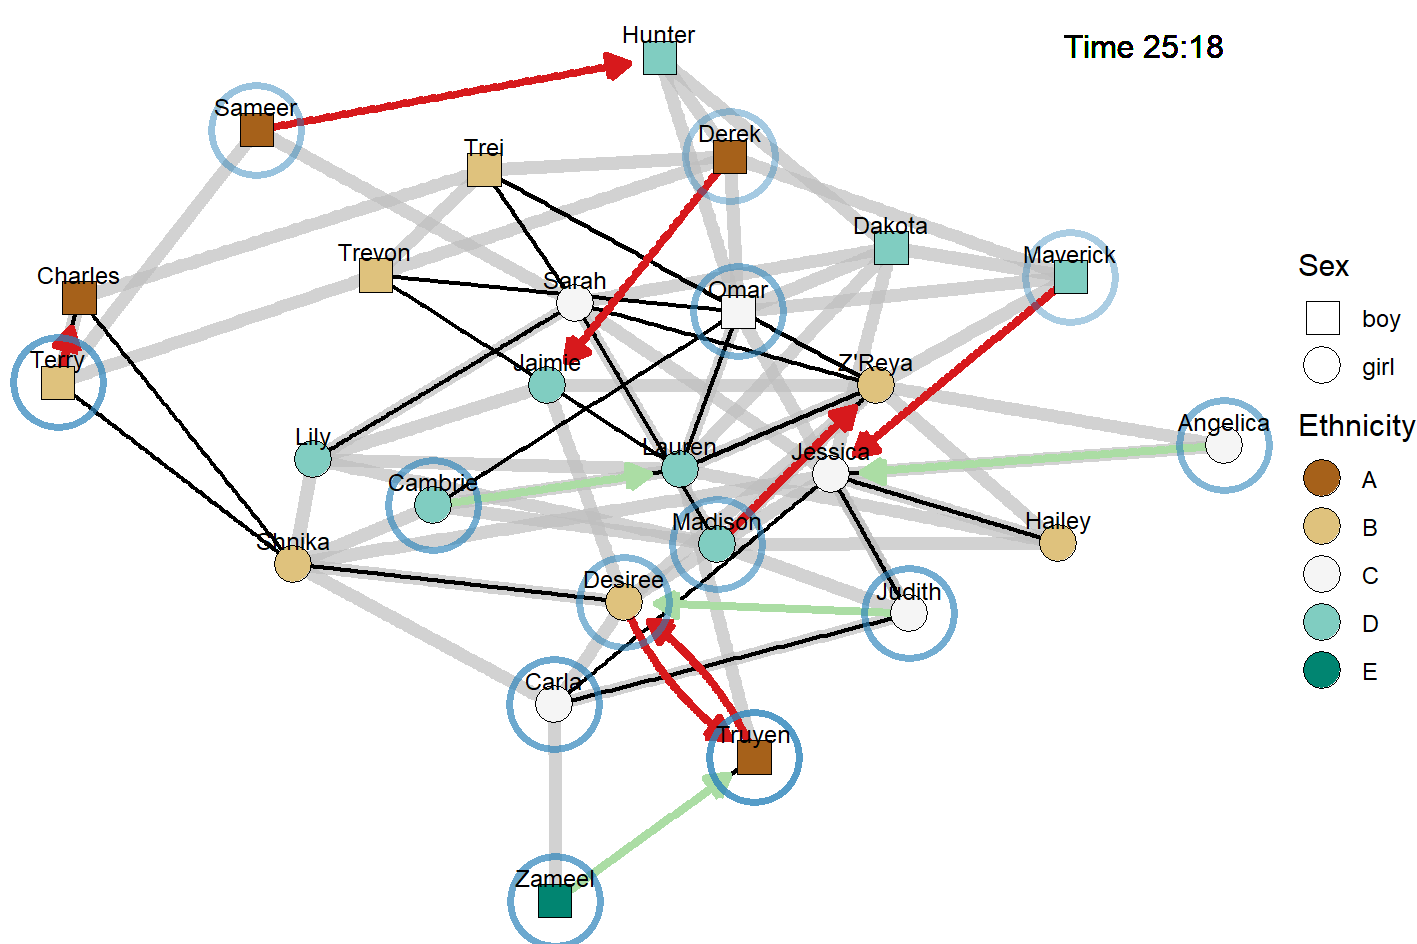 Hunter
Time 25:18
Sameer
Derek
Trei
Dakota
Trevon
Maverick
Charles
Sarah
Omar
Terry
Jaimie
Z'Reya
Angelica
Lily
Lauren
Jessica
Cambrie
Madison
Hailey
Shnika
Desiree
Judith
Carla
Truyen
Zameel
Sex
boy
girl
Ethnicity
A
B
C
D
E